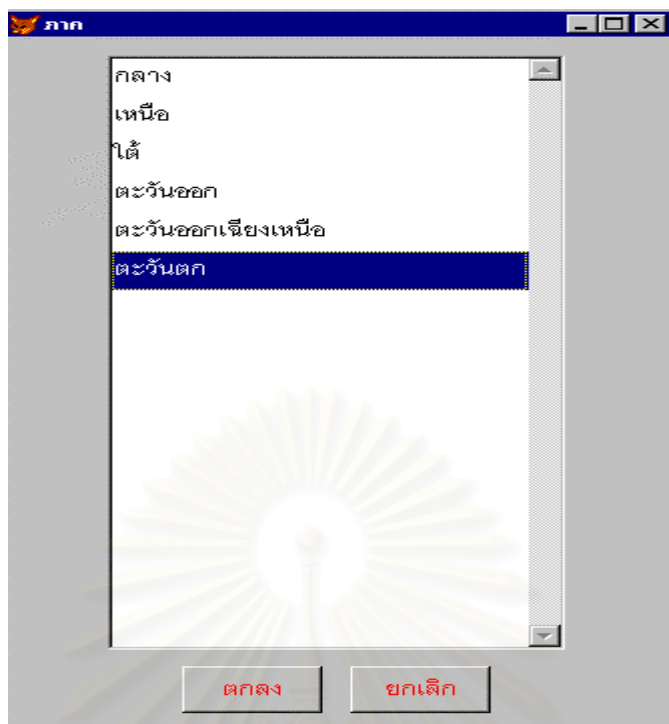 ภาค
กลาง
เหนือ
ใต้
ตะวันออก
ตะวันออกเฉียงเหนือ
ตะวันตก
ตกลง
ยกเลิก